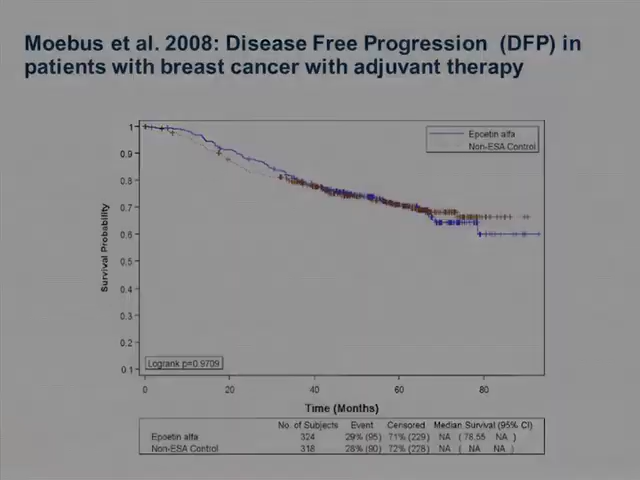 Moebus et al. 2008: Disease Free Progression (DFP) in
patients with breast cancer with adjuvant therapy
Epoetin alfa
Non-ESA Control
1
0.9
0.8
0.7
0.6
0.5
0.4
0.3
0.2
0.1
Survival Probability
Logrank p=0.9709
0 20 40 60 80
Time (Months)
No. of Subjects Event Censored Median Survival (95% CI)
Epoetin alfa 324 29% (95) 71% (229) NA ( 78.55 NA )
Non-ESA Control 318 28% (90) 72% (228) NA ( NA NA )